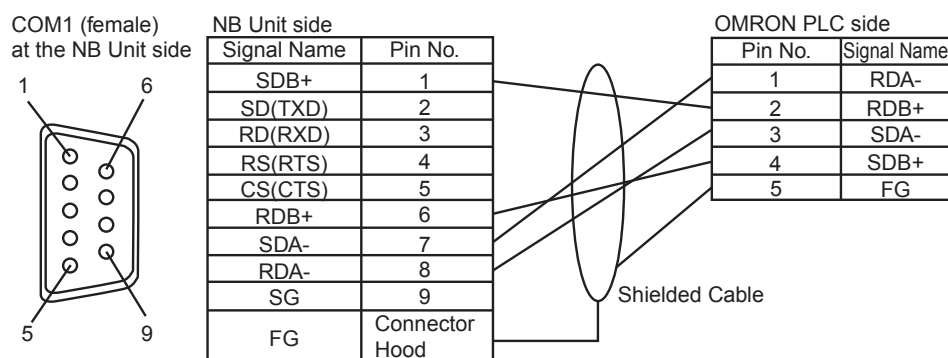 COM1 (female)
at the NB Unit side
1 6
5 9
NB Unit side
Signal Name Pin No.
SDB+ 1
SD(TXD) 2
RD(RXD) 3
RS(RTS) 4
CS(CTS) 5
RDB+ 6
SDA- 7
RDA- 8
SG 9
FG Connector
Hood
Shielded Cable
OMRON PLC side
Pin No. Signal Name
1 RDA-
2 RDB+
3 SDA-
4 SDB+
5 FG